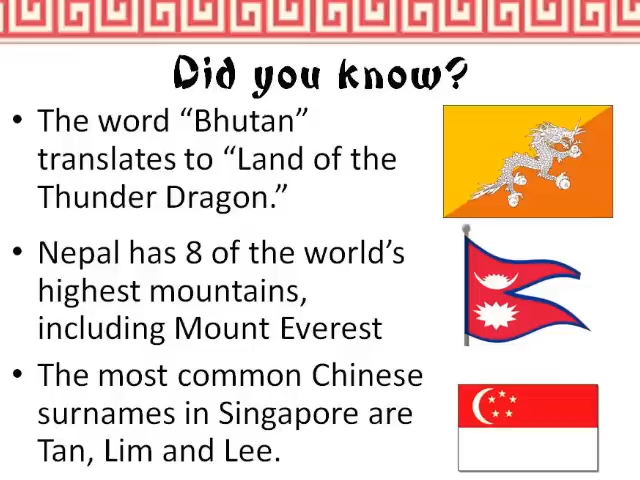 Did you know?
• The word “Bhutan”
translates to “Land of the
Thunder Dragon.”
• Nepal has 8 of the world’s
highest mountains,
including Mount Everest
• The most common Chinese
surnames in Singapore are
Tan, Lim and Lee.